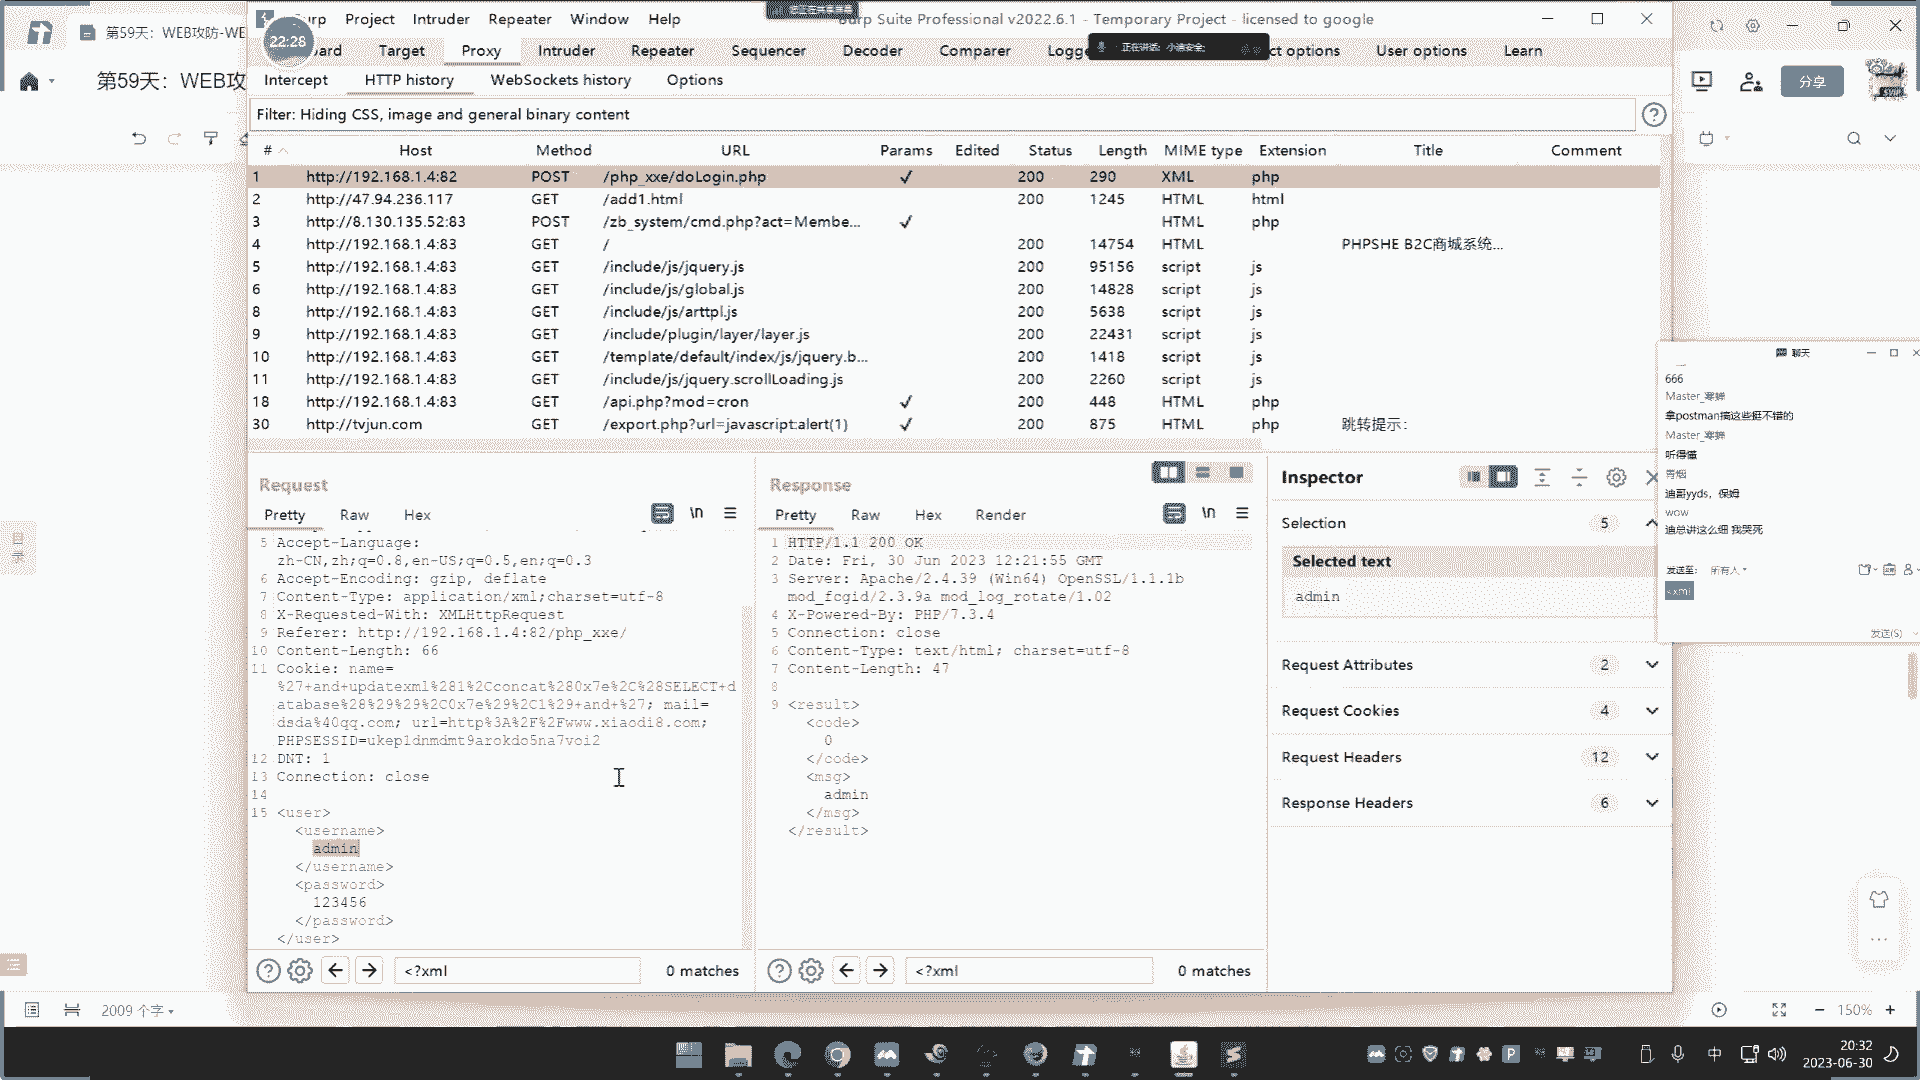 第59天：WEB攻防-WE
第59天：WEB攻
分享
2009 个字
150%
目
录
22:28
Project Intruder Repeater Window Help
Burp Suite Professional v2022.6.1 - Temporary Project - licensed to google
Target Proxy Intruder Repeater Sequencer Decoder Comparer User options Learn
正在讲话: 小迪安全;
Intercept HTTP history WebSockets history Options
Filter: Hiding CSS, image and general binary content
# Host Method URL Params Edited Status Length MIME type Extension Title Comment
1 http://192.168.1.4:82 POST /php_xxe/doLogin.php ✓ 200 290 XML php
2 http://47.94.236.117 GET /add1.html 200 1245 HTML html
3 http://8.130.135.52:83 POST /zb_system/cmd.php?act=Membe... ✓ HTML php
4 http://192.168.1.4:83 GET / 200 14754 HTML PHPSHE B2C商城系统...
5 http://192.168.1.4:83 GET /include/js/jquery.js 200 95156 script js
6 http://192.168.1.4:83 GET /include/js/global.js 200 14828 script js
8 http://192.168.1.4:83 GET /include/js/arttpl.js 200 5638 script js
9 http://192.168.1.4:83 GET /include/plugin/layer/layer.js 200 22431 script js
10 http://192.168.1.4:83 GET /template/default/index/js/jquery.b... 200 1418 script js
11 http://192.168.1.4:83 GET /include/js/jquery.scrollLoading.js 200 2260 script js
18 http://192.168.1.4:83 GET /api.php?mod=cron ✓ 200 448 HTML php
30 http://tvjun.com GET /export.php?url=javascript:alert(1) ✓ 200 875 HTML php 跳转提示：
Request
Pretty Raw Hex
\n
5 Accept-Language:
zh-CN,zh;q=0.8,en-US;q=0.5,en;q=0.3
6 Accept-Encoding: gzip, deflate
7 Content-Type: application/xml;charset=utf-8
8 X-Requested-With: XMLHttpRequest
9 Referer: http://192.168.1.4:82/php_xxe/
10 Content-Length: 66
11 Cookie: name=
%27+and+updatexml%281%2Cconcat%280x7e%2C%28SELECT+d
atabase%28%29%29%2C0x7e%29%2C1%29+and+%27; mail=
dsda%40qq.com; url=http%3A%2F%2Fwww.xiaodi8.com;
PHPSESSID=ukep1dnmdmt9arokdo5na7voi2
12 DNT: 1
13 Connection: close
14
15 <user>
<username>
admin
</username>
<password>
123456
</password>
</user>
<?xml 0 matches
Response
Pretty Raw Hex Render
\n
1 HTTP/1.1 200 OK
2 Date: Fri, 30 Jun 2023 12:21:55 GMT
3 Server: Apache/2.4.39 (Win64) OpenSSL/1.1.1b
mod_fcgid/2.3.9a mod_log_rotate/1.02
4 X-Powered-By: PHP/7.3.4
5 Connection: close
6 Content-Type: text/html; charset=utf-8
7 Content-Length: 47
8
9 <result>
<code>
0
</code>
<msg>
admin
</msg>
</result>
<?xml 0 matches
Inspector
Selection 5
Selected text
admin
Request Attributes 2
Request Cookies 4
Request Headers 12
Response Headers 6
聊天
666
拿postman搞这些挺不错的
听得懂
青烟
迪哥yyds，保姆
wow
迪总讲这么细 我哭死
发送至: 所有人
<xml
发送(S)
中
20:32
2023-06-30